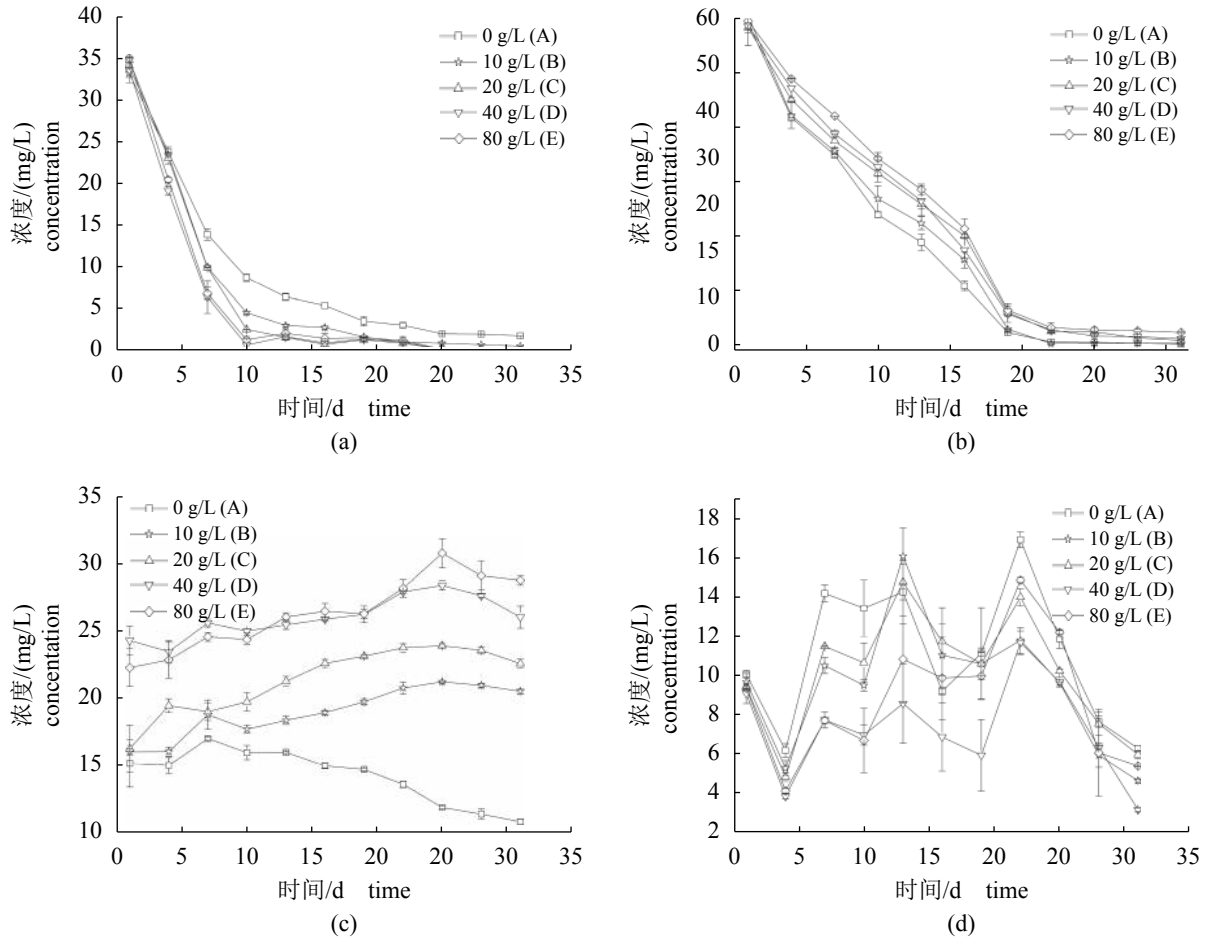 40
35
30
25
20
15
10
5
0
浓度/(mg/L)
concentration
0 g/L (A)
10 g/L (B)
20 g/L (C)
40 g/L (D)
80 g/L (E)
0 5 10 15 20 20 30 35
时间/d time
(a)
60
50
40
30
20
15
10
0
浓度/(mg/L)
concentration
0 g/L (A)
10 g/L (B)
20 g/L (C)
40 g/L (D)
80 g/L (E)
0 5 10 15 20 20 30
时间/d time
(b)
35
30
25
20
15
10
浓度/(mg/L)
concentation
0 g/L (A)
10 g/L (B)
20 g/L (C)
40 g/L (D)
80 g/L (E)
0 5 10 15 20 20 30 35
时间/d time
(c)
18
16
14
12
10
8
6
4
2
浓度/(mg/L)
concentration
0 g/L (A)
10 g/L (B)
20 g/L (C)
40 g/L (D)
80 g/L (E)
0 5 10 15 20 20 30 35
时间/d time
(d)